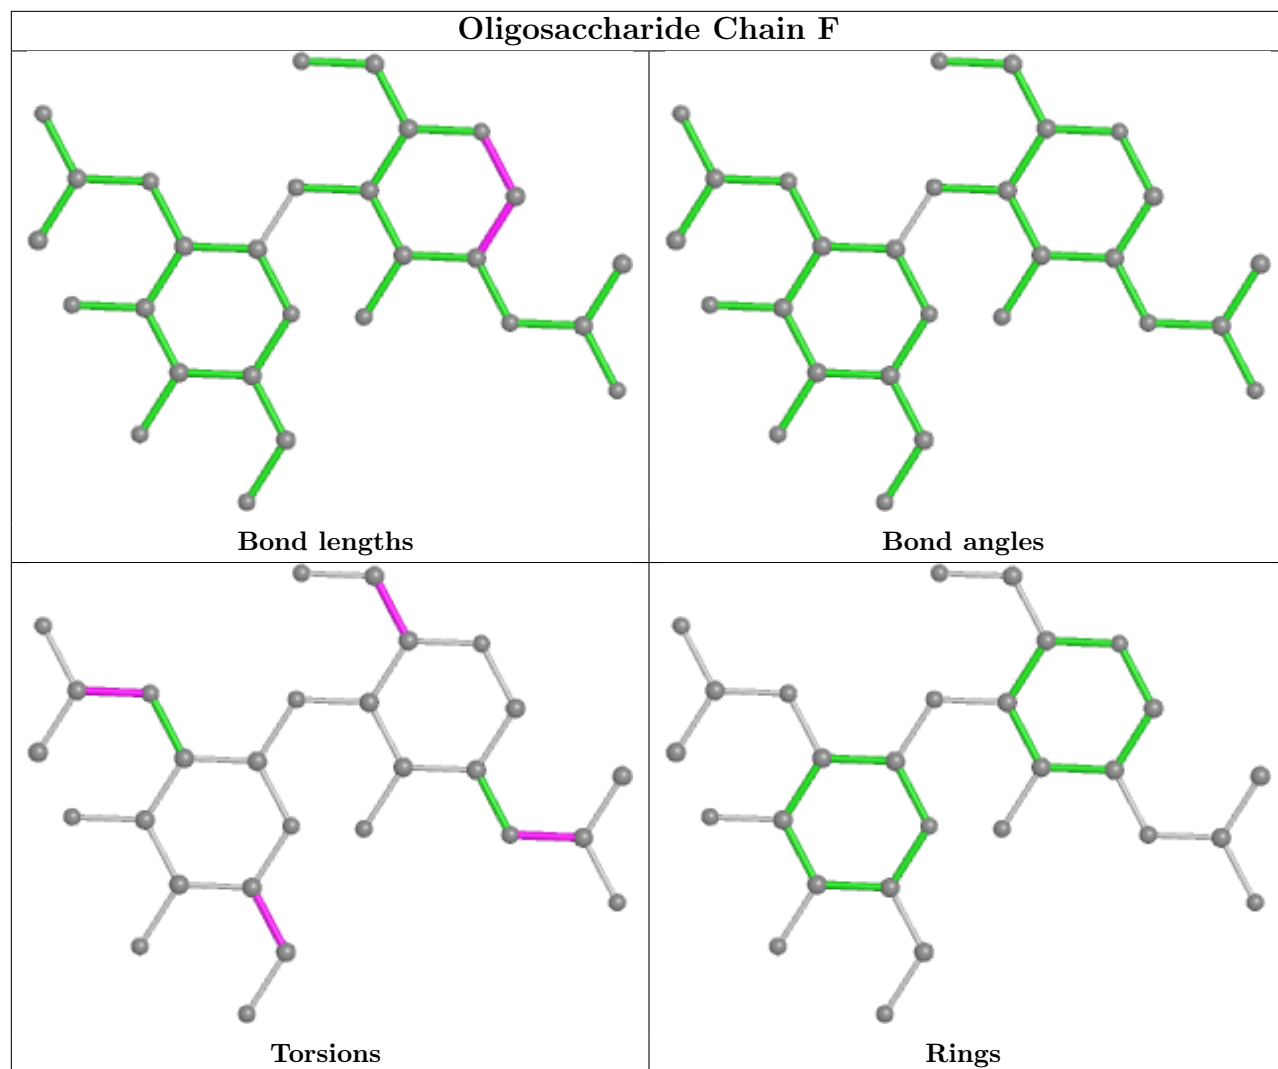 Oligosaccharide Chain F
Bond lengths
Bond angles
Torsions
Rings